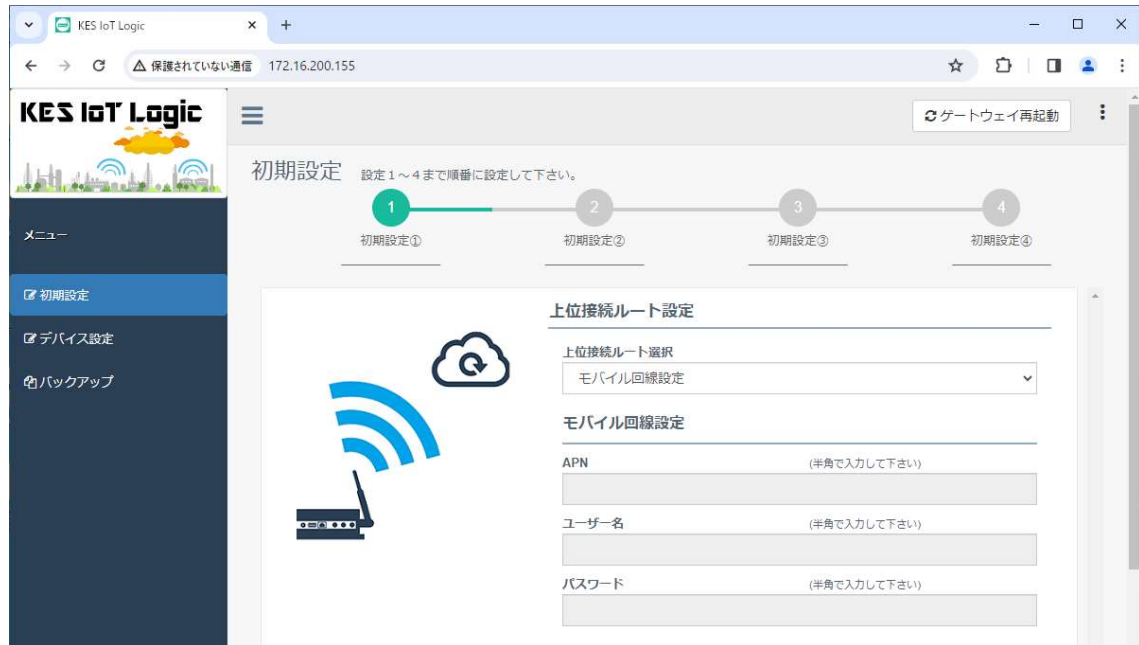 KES IoT Logic
保護されていない通信 172.16.200.155
KES IoT Logic
ゲートウェイ再起動
初期設定 設定1～4まで順番に設定して下さい。
1 2 3 4
初期設定① 初期設定② 初期設定③ 初期設定④
メニュー
初期設定
デバイス設定
バックアップ
上位接続ルート設定
上位接続ルート選択
モバイル回線設定
モバイル回線設定
APN (半角で入力して下さい)
ユーザー名 (半角で入力して下さい)
パスワード (半角で入力して下さい)